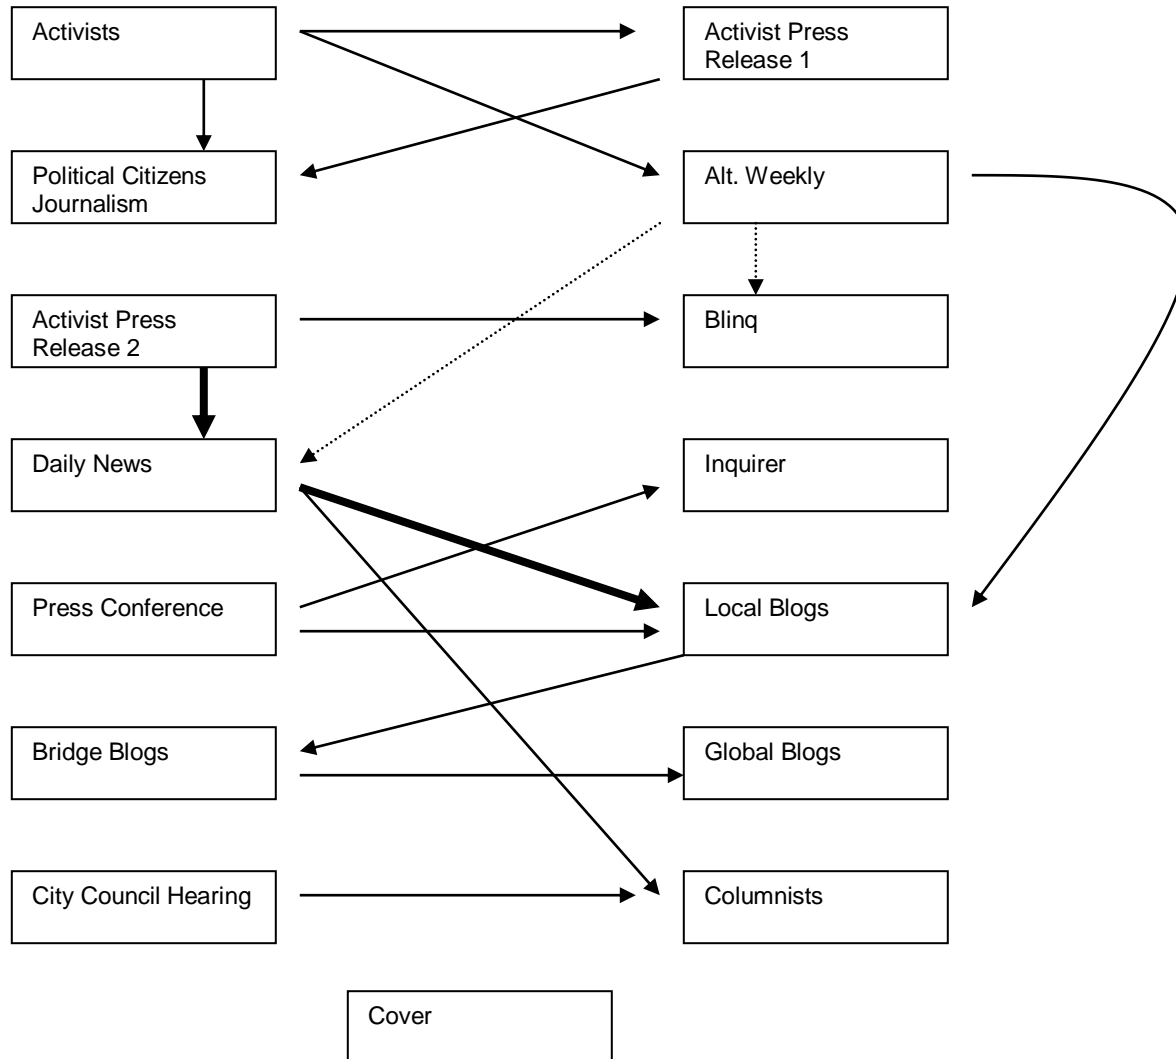 Activists
Activist Press
Release 1
Political Citizens
Journalism
Alt. Weekly
Activist Press
Release 2
Blinq
Daily News
Inquirer
Press Conference
Local Blogs
Bridge Blogs
Global Blogs
City Council Hearing
Columnists
Cover